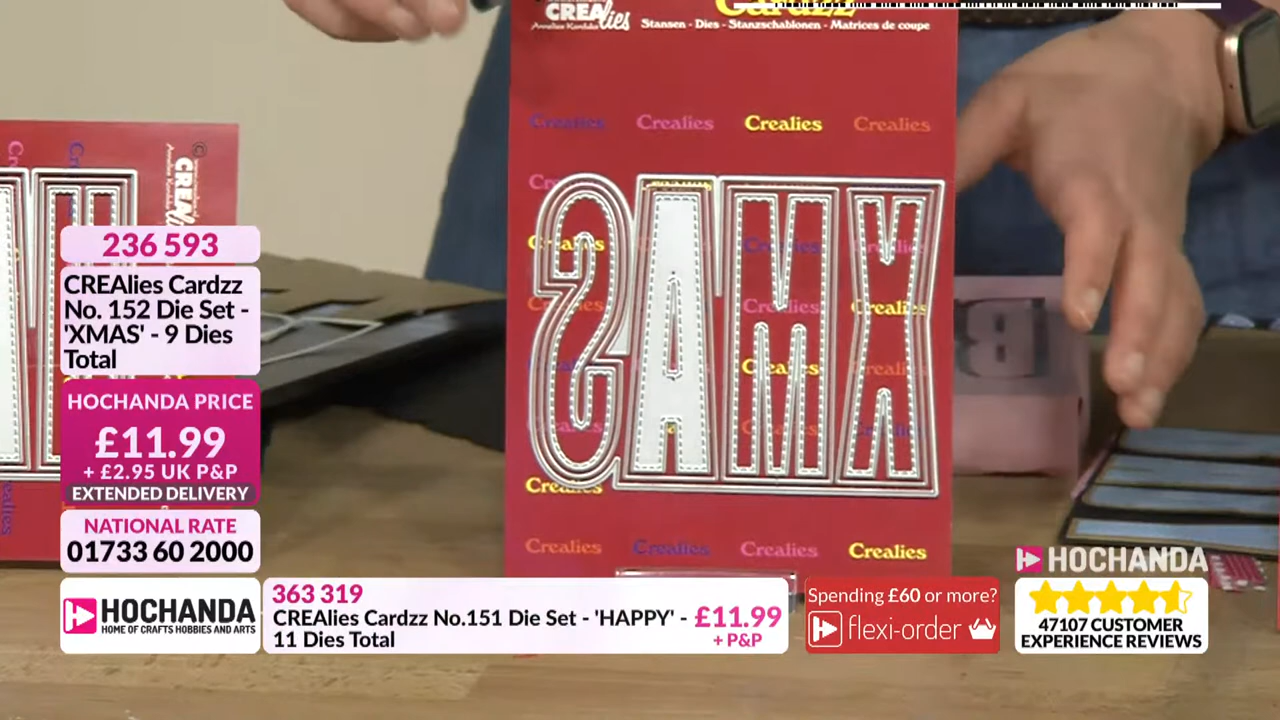 CREAlies
Cardzz
Stansen - Dies - Stanzschablonen - Matrices de coupe
Crealies Crealies Crealies Crealies
SAMX
Crealies
Crealies Crealies Crealies Crealies
236 593
CREAlies Cardzz
No. 152 Die Set -
'XMAS' - 9 Dies
Total
HOCHANDA PRICE
£11.99
+ £2.95 UK P&P
EXTENDED DELIVERY
NATIONAL RATE
01733 60 2000
HOCHANDA
HOME OF CRAFTS HOBBIES AND ARTS
363 319
CREAlies Cardzz No.151 Die Set - 'HAPPY' -
11 Dies Total
£11.99
+ P&P
Spending £60 or more?
flexi-order
HOCHANDA
47107 CUSTOMER
EXPERIENCE REVIEWS